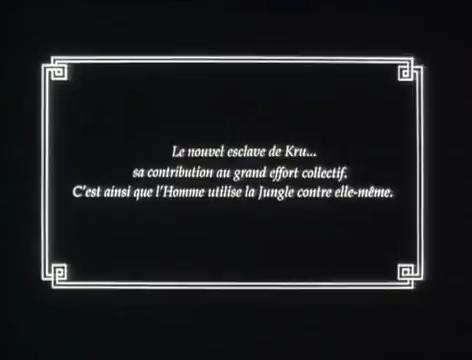 Le nouvel esclave de Kru...
sa contribution au grand effort collectif.
C'est ainsi que l'Homme utilise la Jungle contre elle-même.